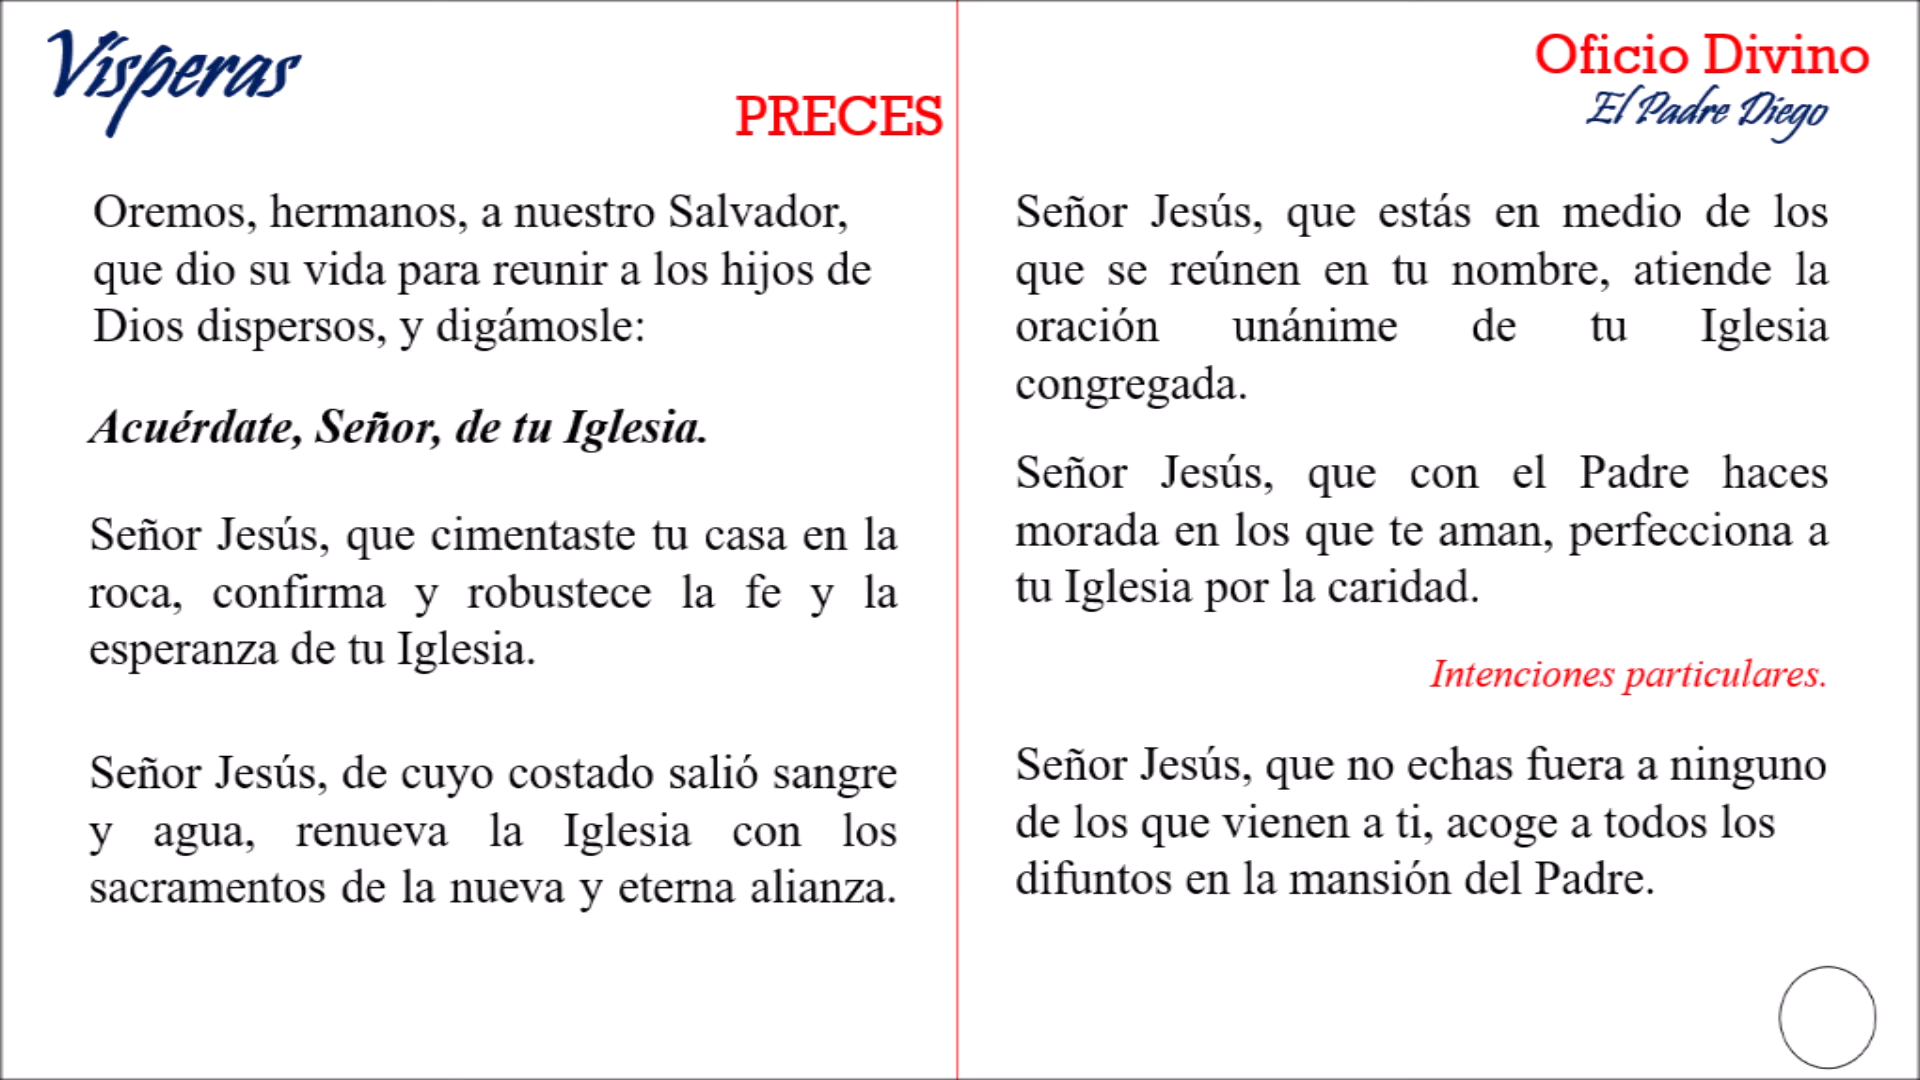 Vísperas
PRECES
Oremos, hermanos, a nuestro Salvador,
que dio su vida para reunir a los hijos de
Dios dispersos, y digámosle:
Acuérdate, Señor, de tu Iglesia.
Señor Jesús, que cimentaste tu casa en la
roca, confirma y robustece la fe y la
esperanza de tu Iglesia.
Señor Jesús, de cuyo costado salió sangre
y agua, renueva la Iglesia con los
sacramentos de la nueva y eterna alianza.
Oficio Divino
El Padre Diego
Señor Jesús, que estás en medio de los
que se reúnen en tu nombre, atiende la
oración unánime de tu Iglesia
congregada.
Señor Jesús, que con el Padre haces
morada en los que te aman, perfecciona a
tu Iglesia por la caridad.
Intenciones particulares.
Señor Jesús, que no echas fuera a ninguno
de los que vienen a ti, acoge a todos los
difuntos en la mansión del Padre.